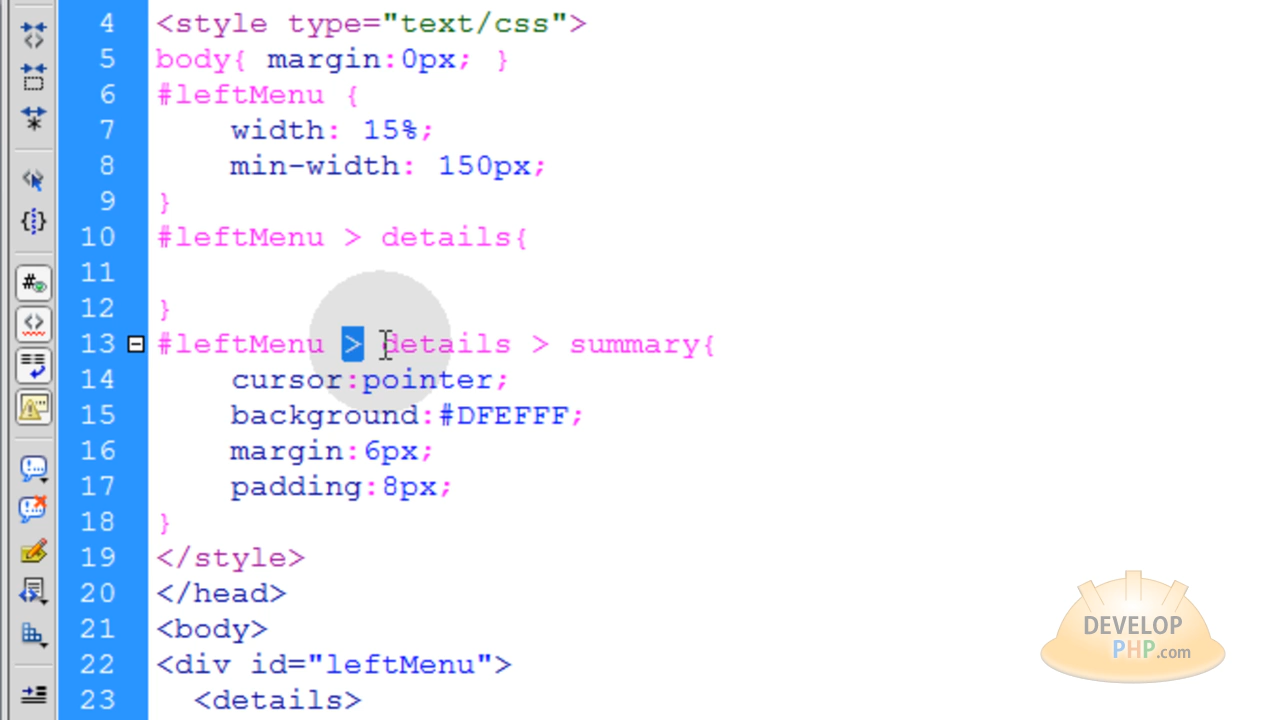 4 <style type="text/css">
5 body{ margin:0px; }
6 #leftMenu {
7     width: 15%;
8     min-width: 150px;
9 }
10 #leftMenu > details{
11
12 }
13 #leftMenu > details > summary{
14     cursor:pointer;
15     background:#DFEFFF;
16     margin:6px;
17     padding:8px;
18 }
19 </style>
20 </head>
21 <body>
22 <div id="leftMenu">
23   <details>
DEVELOP
PHP.com